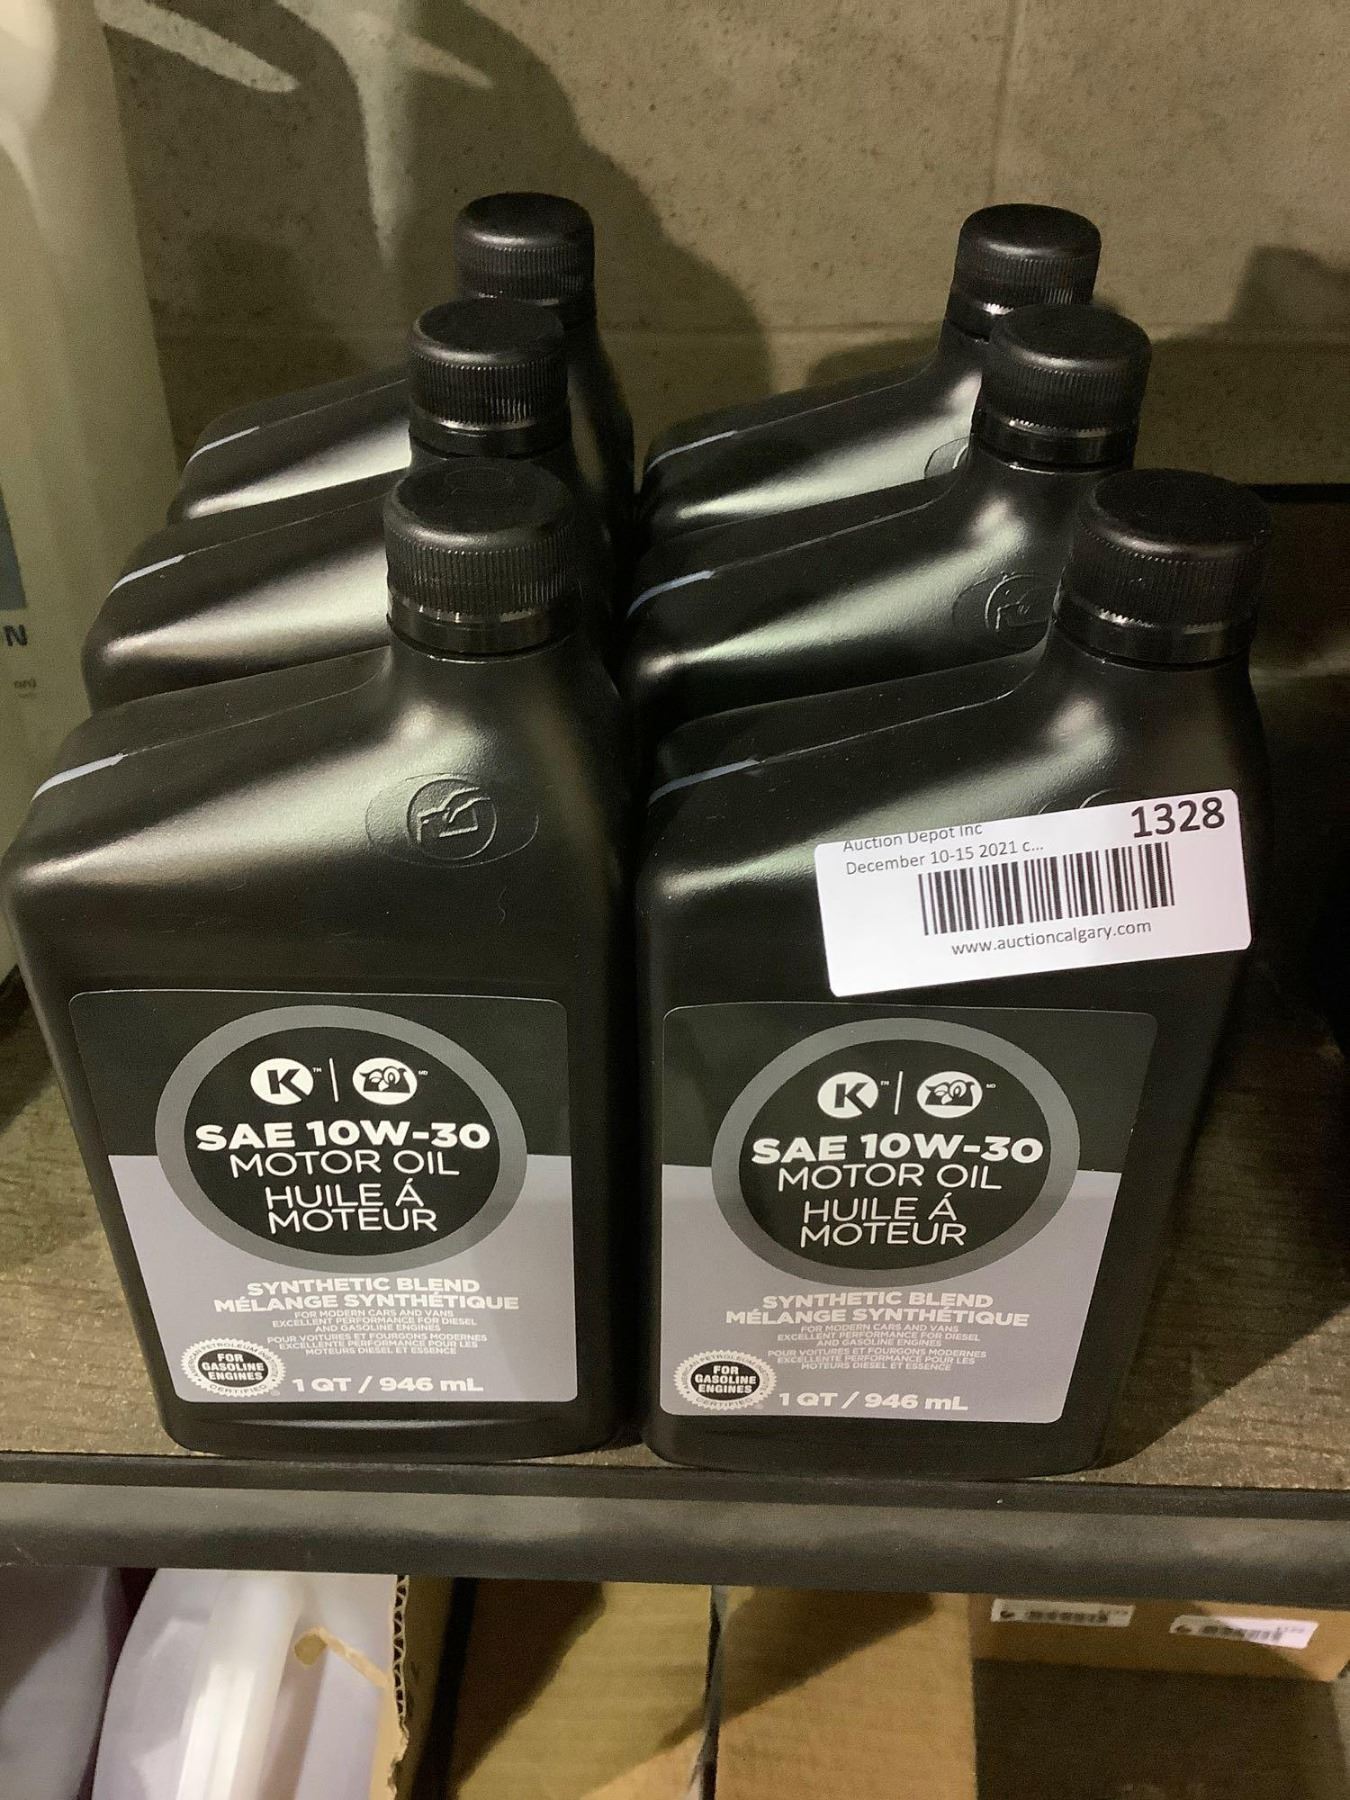 1328
Auction Depot Inc
December 10-15 2021 c...
www.auctioncalgary.com
K™
MD
SAE 10W-30
MOTOR OIL
HUILE Á
MOTEUR
SYNTHETIC BLEND
MÉLANGE SYNTHÉTIQUE
FOR MODERN CARS AND VANS
EXCELLENT PERFORMANCE FOR DIESEL
AND GASOLINE ENGINES
POUR VOITURES ET FOURGONS MODERNES
EXCELLENTE PERFORMANCE POUR LES
MOTEURS DIESEL ET ESSENCE
FOR
GASOLINE
ENGINES
1 QT / 946 mL
K™
MD
SAE 10W-30
MOTOR OIL
HUILE Á
MOTEUR
SYNTHETIC BLEND
MÉLANGE SYNTHÉTIQUE
FOR MODERN CARS AND VANS
EXCELLENT PERFORMANCE FOR DIESEL
AND GASOLINE ENGINES
POUR VOITURES ET FOURGONS MODERNES
EXCELLENTE PERFORMANCE POUR LES
MOTEURS DIESEL ET ESSENCE
FOR
GASOLINE
ENGINES
1 QT / 946 mL
N